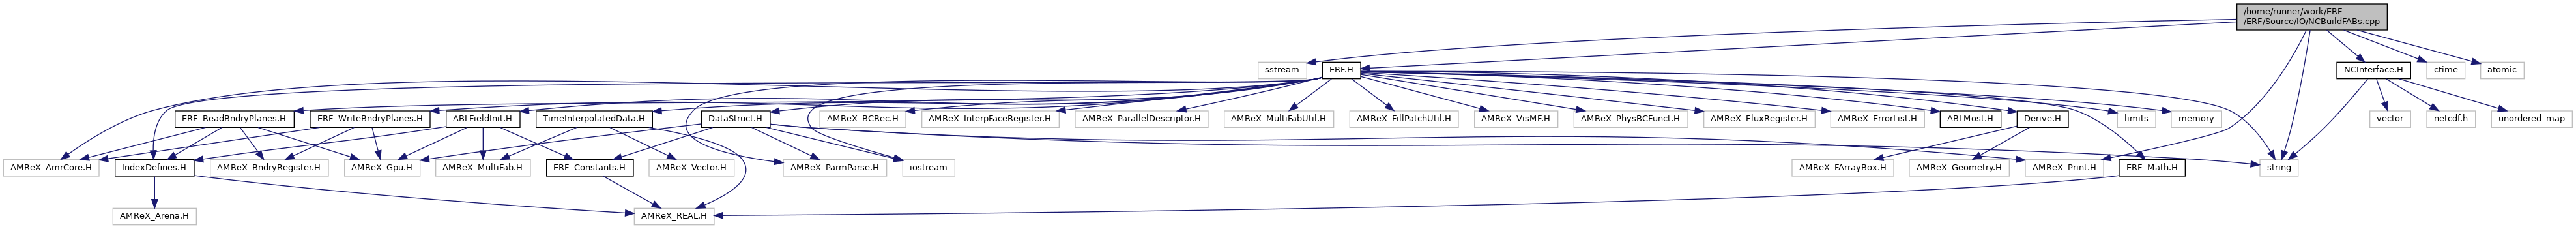 /home/runner/work/ERF
/ERF/Source/IO/NCBuildFABs.cpp
sstream
ERF.H
NCInterface.H
ctime
atomic
ERF_ReadBndryPlanes.H
ERF_WriteBndryPlanes.H
ABLFieldInit.H
TimeInterpolatedData.H
DataStruct.H
AMReX_BCRec.H
AMReX_InterpFaceRegister.H
AMReX_ParallelDescriptor.H
AMReX_MultiFabUtil.H
AMReX_FillPatchUtil.H
AMReX_VisMF.H
AMReX_PhysBCFunct.H
AMReX_FluxRegister.H
AMReX_ErrorList.H
ABLMost.H
Derive.H
limits
memory
vector
netcdf.h
unordered_map
AMReX_AmrCore.H
IndexDefines.H
AMReX_BndryRegister.H
AMReX_Gpu.H
AMReX_MultiFab.H
ERF_Constants.H
AMReX_Vector.H
AMReX_ParmParse.H
iostream
AMReX_FArrayBox.H
AMReX_Geometry.H
AMReX_Print.H
ERF_Math.H
string
AMReX_Arena.H
AMReX_REAL.H